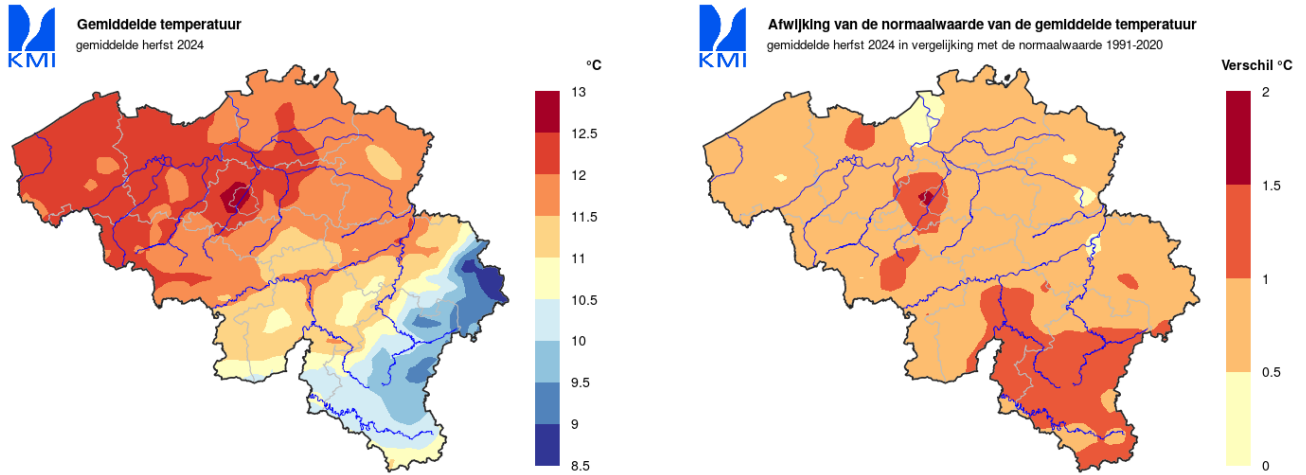 Gemiddelde temperatuur
gemiddelde herfst 2024
KMI
°C
13
12.5
12
11.5
11
10.5
10
9.5
9
8.5
Afwijking van de normaalwaarde van de gemiddelde temperatuur
gemiddelde herfst 2024 in vergelijking met de normaalwaarde 1991-2020
KMI
Verschil °C
2
1.5
1
0.5
0